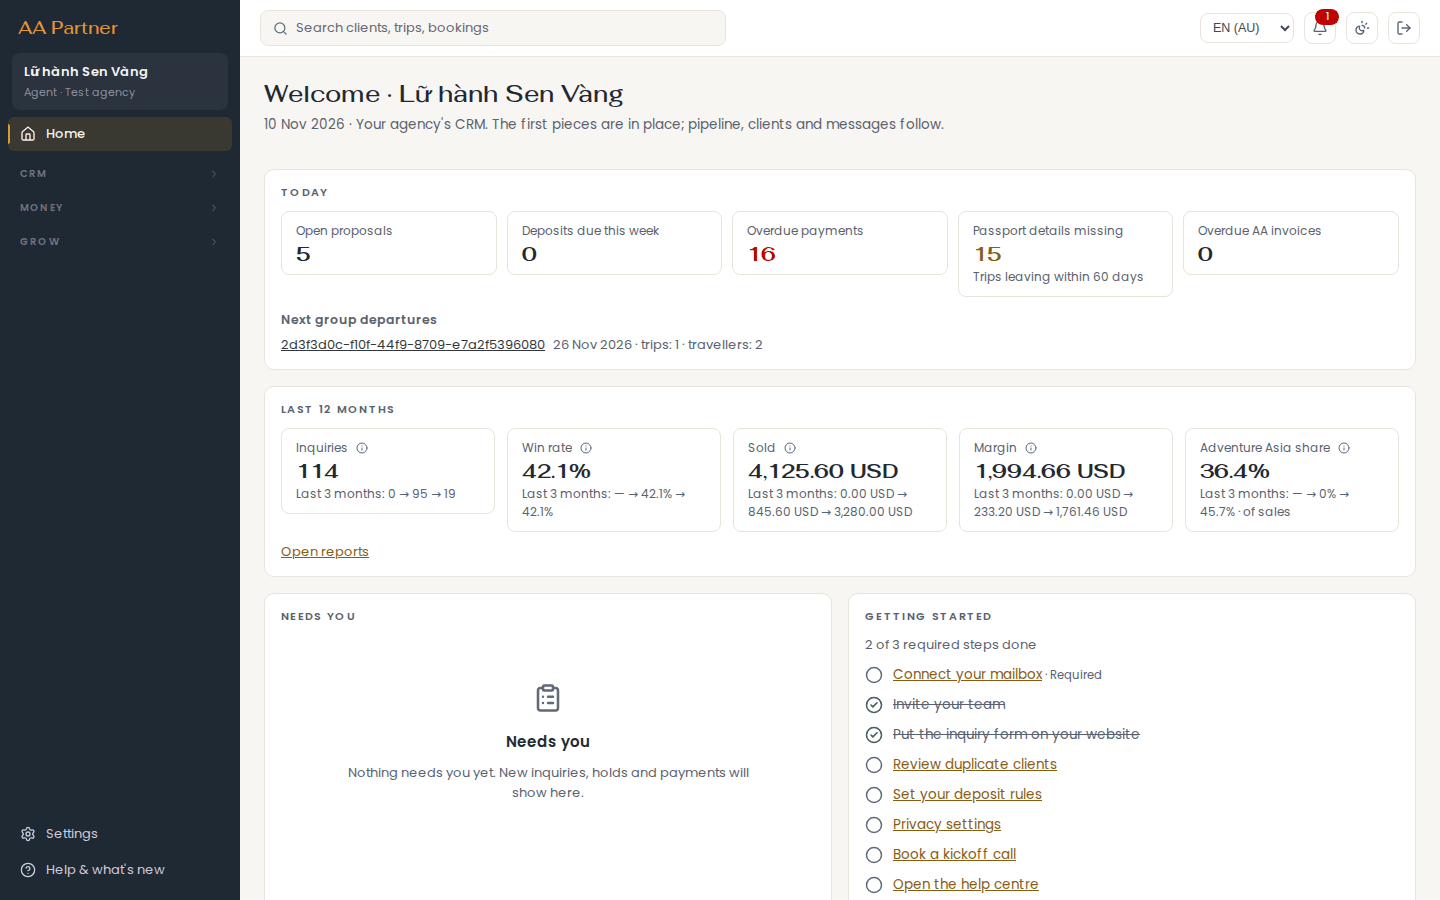 AA Partner
Lữ hành Sen Vàng
Agent · Test agency
Home
CRM
MONEY
GROW
Settings
Help & what's new
Search clients, trips, bookings
EN (AU)
1
Welcome · Lữ hành Sen Vàng
10 Nov 2026 · Your agency's CRM. The first pieces are in place; pipeline, clients and messages follow.
TODAY
Open proposals
5
Deposits due this week
0
Overdue payments
16
Passport details missing
15
Trips leaving within 60 days
Overdue AA invoices
0
Next group departures
2d3f3d0c-f10f-44f9-8709-e7a2f5396080 26 Nov 2026 · trips: 1 · travellers: 2
LAST 12 MONTHS
Inquiries
114
Last 3 months: 0 → 95 → 19
Win rate
42.1%
Last 3 months: — → 42.1% →
42.1%
Sold
4,125.60 USD
Last 3 months: 0.00 USD →
845.60 USD → 3,280.00 USD
Margin
1,994.66 USD
Last 3 months: 0.00 USD →
233.20 USD → 1,761.46 USD
Adventure Asia share
36.4%
Last 3 months: — → 0% →
45.7% · of sales
Open reports
NEEDS YOU
Needs you
Nothing needs you yet. New inquiries, holds and payments will
show here.
GETTING STARTED
2 of 3 required steps done
Connect your mailbox · Required
Invite your team
Put the inquiry form on your website
Review duplicate clients
Set your deposit rules
Privacy settings
Book a kickoff call
Open the help centre